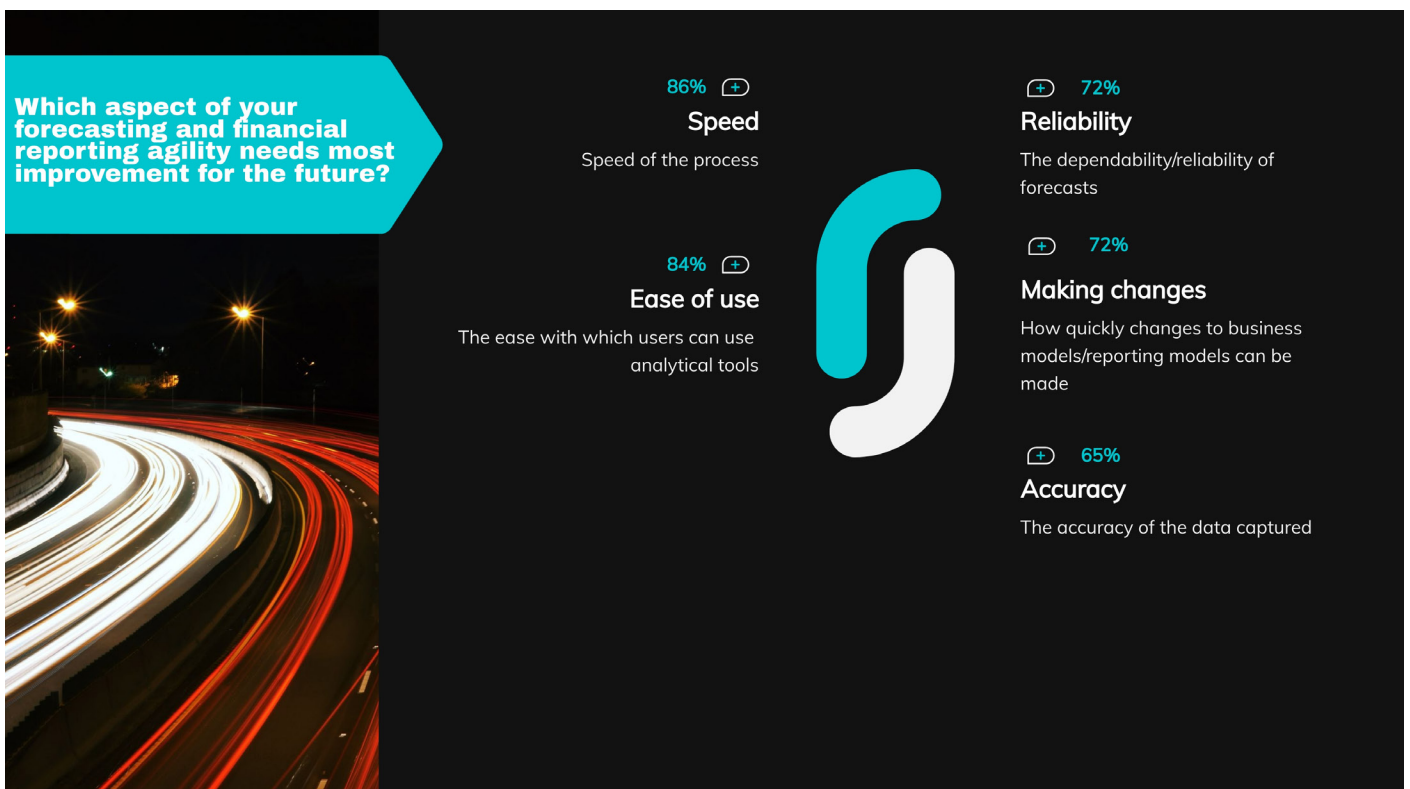 Which aspect of your
forecasting and financial
reporting agility needs most
improvement for the future?
86%
Speed
Speed of the process
84%
Ease of use
The ease with which users can use
analytical tools
72%
Reliability
The dependability/reliability of
forecasts
72%
Making changes
How quickly changes to business
models/reporting models can be
made
65%
Accuracy
The accuracy of the data captured